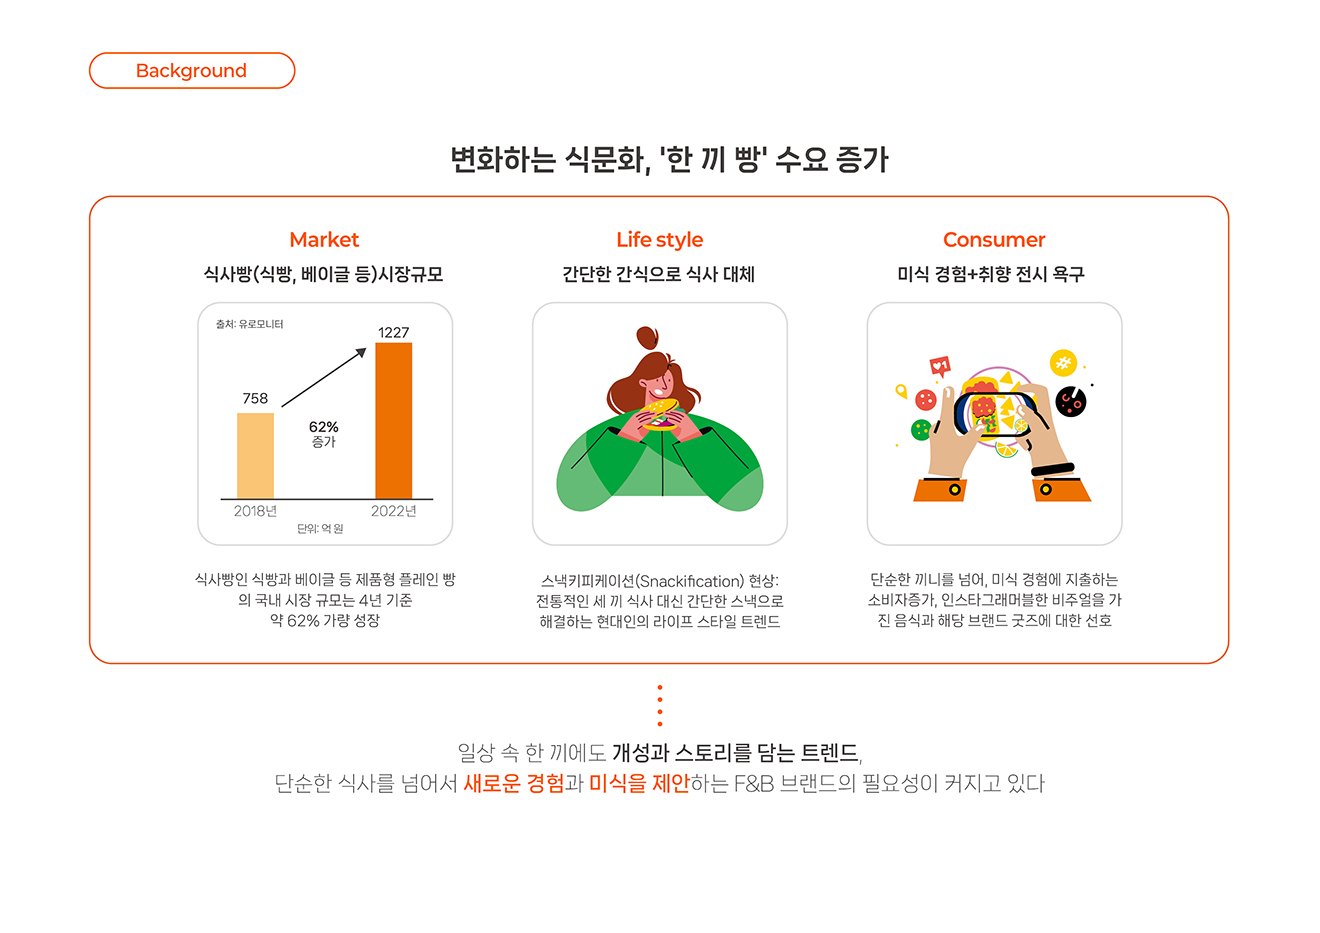 Background
변화하는 식문화, '한 끼 빵' 수요 증가
Market
식사빵(식빵, 베이글 등)시장규모
출처: 유로모니터
758
1227
62%
증가
2018년
2022년
단위: 억 원
식사빵인 식빵과 베이글 등 제품형 플레인 빵
의 국내 시장 규모는 4년 기준
약 62% 가량 성장
Life style
간단한 간식으로 식사 대체
스낵키피케이션(Snackification) 현상:
전통적인 세 끼 식사 대신 간단한 스낵으로
해결하는 현대인의 라이프 스타일 트렌드
Consumer
미식 경험+취향 전시 욕구
1
#
단순한 끼니를 넘어, 미식 경험에 지출하는
소비자증가, 인스타그래머블한 비주얼을 가
진 음식과 해당 브랜드 굿즈에 대한 선호
일상 속 한 끼에도 개성과 스토리를 담는 트렌드,
단순한 식사를 넘어서 새로운 경험과 미식을 제안하는 F&B 브랜드의 필요성이 커지고 있다